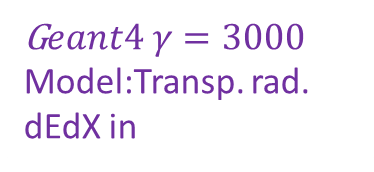 Geant4 γ = 3000
Model:Transp. rad.
dEdX in